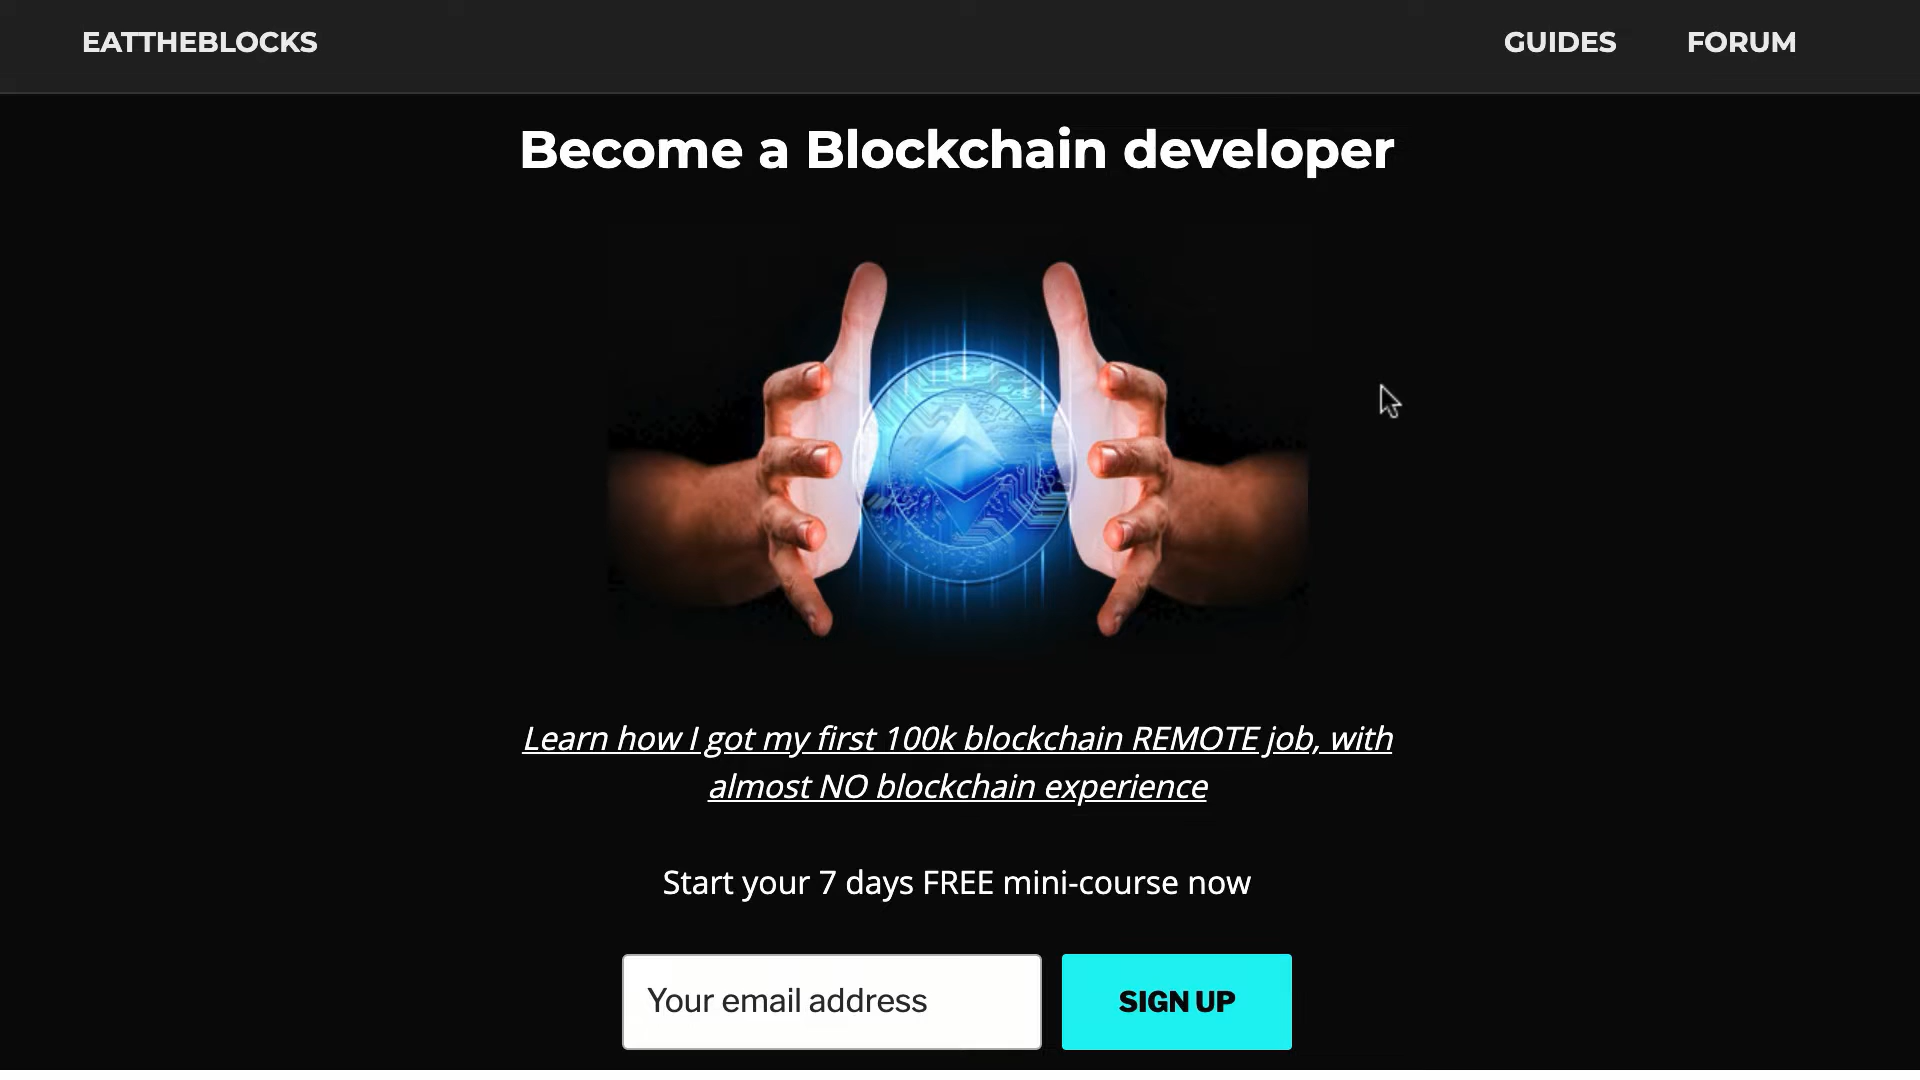 EATTHEBLOCKS
GUIDES
FORUM
Become a Blockchain developer
Learn how I got my first 100k blockchain REMOTE job, with
almost NO blockchain experience
Start your 7 days FREE mini-course now
Your email address
SIGN UP